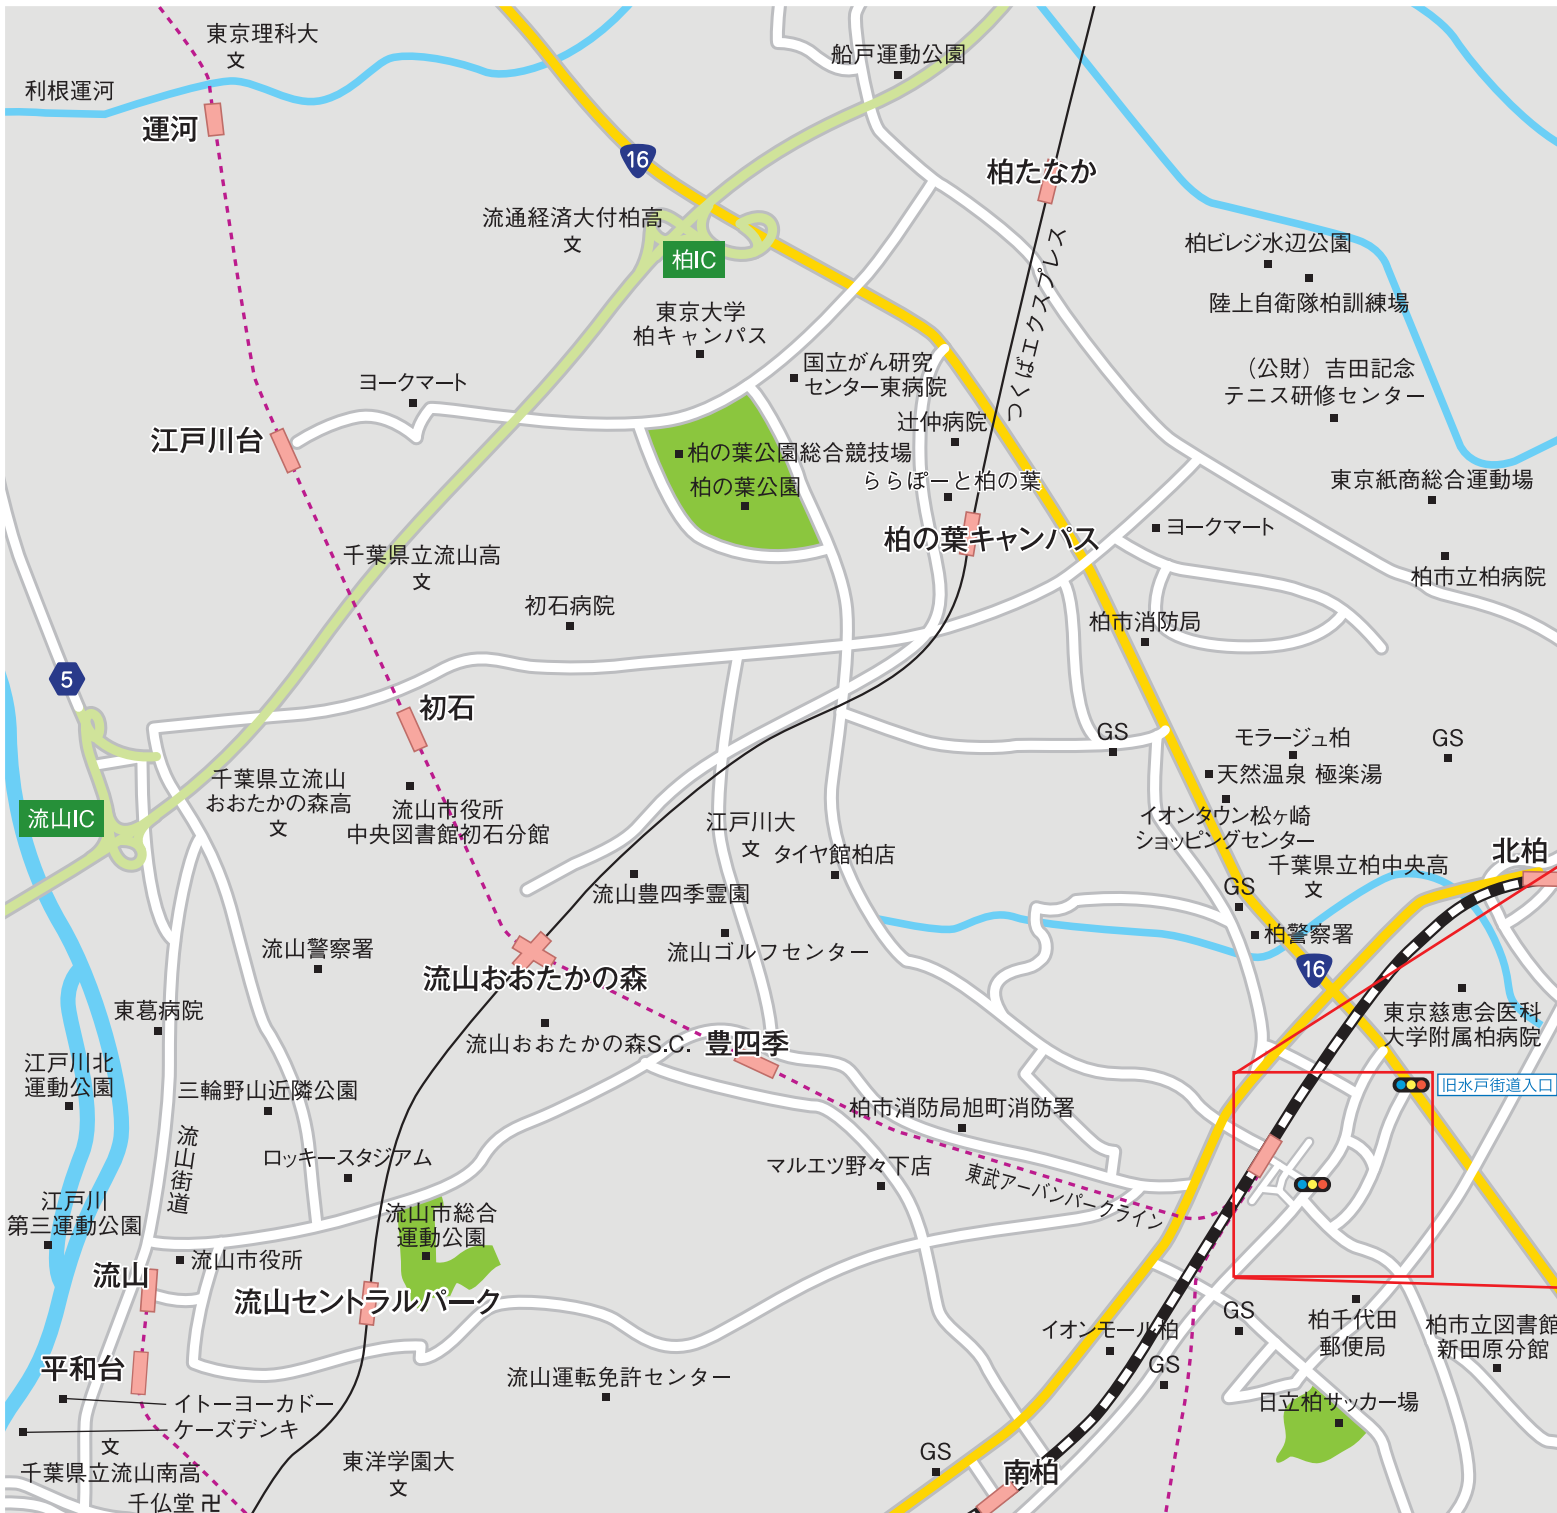 東京理科大
文
船戸運動公園
利根運河
運河
16
柏たなか
流通経済大付柏高
文
柏IC
つくばエクスプレス
柏ビレジ水辺公園
陸上自衛隊柏訓練場
東京大学
柏キャンパス
国立がん研究
センター東病院
(公財)吉田記念
テニス研修センター
ヨークマート
辻仲病院
江戸川台
柏の葉公園総合競技場
柏の葉公園
ららぽーと柏の葉
東京紙商総合運動場
柏の葉キャンパス
ヨークマート
千葉県立流山高
文
柏市立柏病院
初石病院
柏市消防局
5
初石
GS
モラージュ柏
GS
天然温泉 極楽湯
千葉県立流山
おおたかの森高
文
流山市役所
中央図書館初石分館
流山IC
江戸川大
文
イオンタウン松ヶ崎
ショッピングセンター
タイヤ館柏店
北柏
千葉県立柏中央高
文
流山豊四季霊園
GS
柏警察署
流山警察署
流山ゴルフセンター
16
流山おおたかの森
東葛病院
東京慈恵会医科
大学附属柏病院
流山おおたかの森S.C.
豊四季
江戸川北
運動公園
三輪野山近隣公園
旧水戸街道入口
柏市消防局旭町消防署
流山街道
ロッキースタジアム
マルエツ野々下店
東武アーバンパークライン
江戸川
第三運動公園
流山市総合
運動公園
流山市役所
流山
流山セントラルパーク
GS
柏千代田
郵便局
柏市立図書館
新田原分館
イオンモール柏
GS
平和台
流山運転免許センター
イトーヨーカドー
ケーズデンキ
日立柏サッカー場
文
千葉県立流山南高
東洋学園大
文
GS
南柏
千仏堂 卍